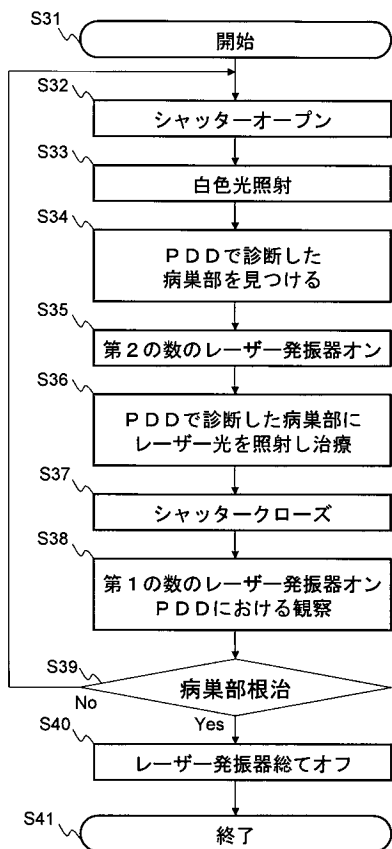 S31
開始
S32
シャッターオープン
S33
白色光照射
S34
ＰＤＤで診断した
病巣部を見つける
S35
第２の数のレーザー発振器オン
S36
ＰＤＤで診断した病巣部に
レーザー光を照射し治療
S37
シャッタークローズ
S38
第１の数のレーザー発振器オン
ＰＤＤにおける観察
S39
病巣部根治
No
Yes
S40
レーザー発振器総てオフ
S41
終了